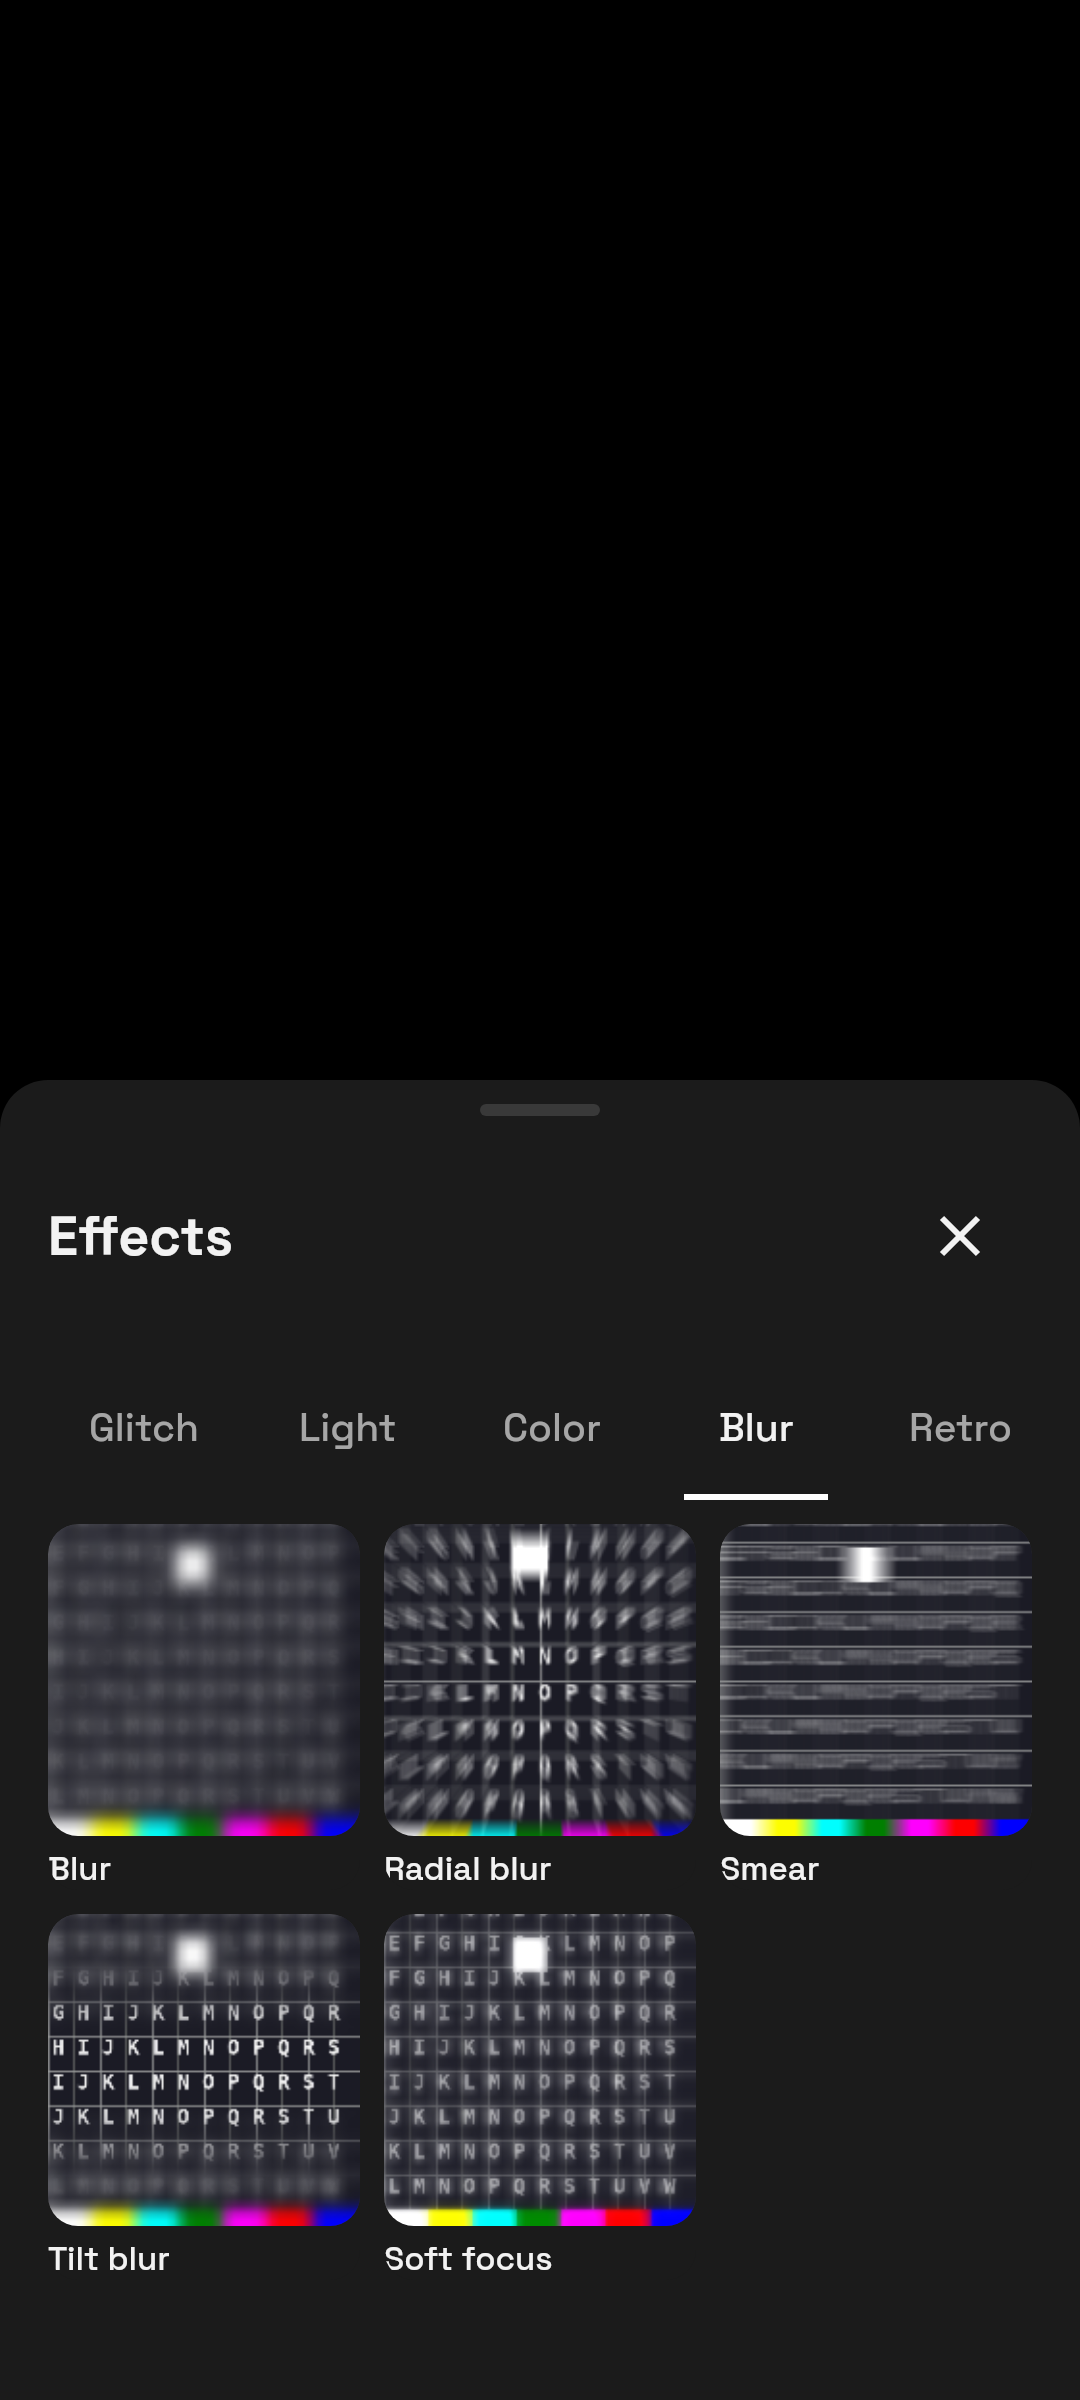 Effects
Glitch Light Color Blur Retro
Blur Radial blur Smear
E F G H I K L M N O P
F G H I J K L M N O P Q
F G H I J K L M N O P Q
G H I J K L M N O P Q R
G H I J K L M N O P Q R
H I J K L M N O P Q R S
H I J K L M N O P Q R S
I J K L M N O P Q R S T
I J K L M N O P Q R S T
J K L M N O P Q R S T U
J K L M N O P Q R S T U
K L M N O P Q R S T U V
K L M N O P Q R S T U V
L M N O P Q R S T U V W
Tilt blur Soft focus